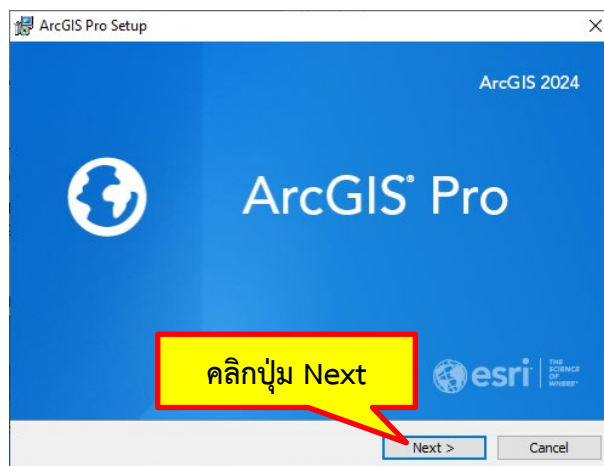 ArcGIS Pro Setup
ArcGIS 2024
ArcGIS® Pro
คลิกปุ่ม Next
esri
THE
SCIENCE
OF
WHERE®
Next >
Cancel